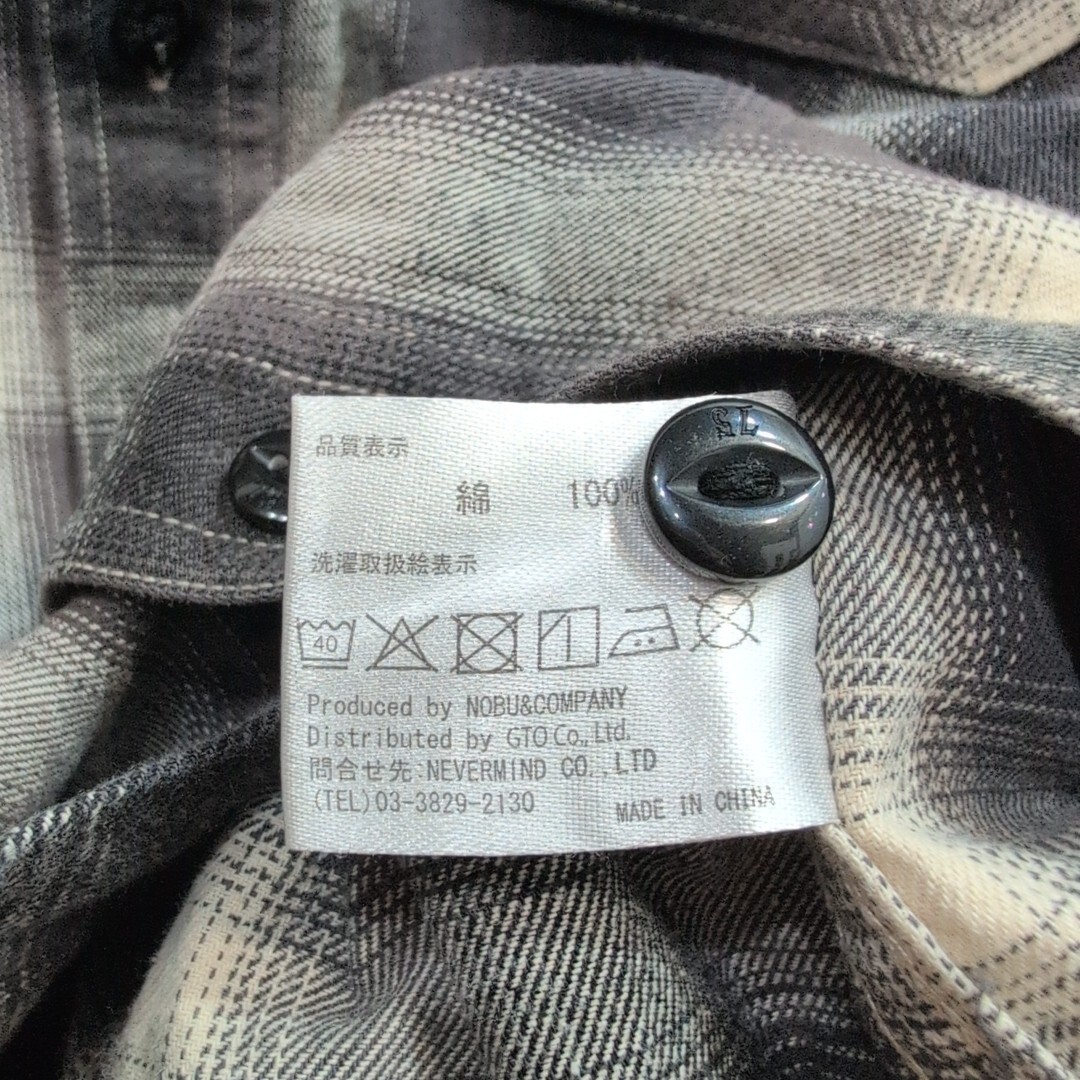 品質表示
綿 100%
SL
洗濯取扱絵表示
40
Produced by NOBU&COMPANY
Distributed by GTO Co., Ltd.
問合せ先:NEVERMIND CO.,LTD
(TEL)03-3829-2130
MADE IN CHINA